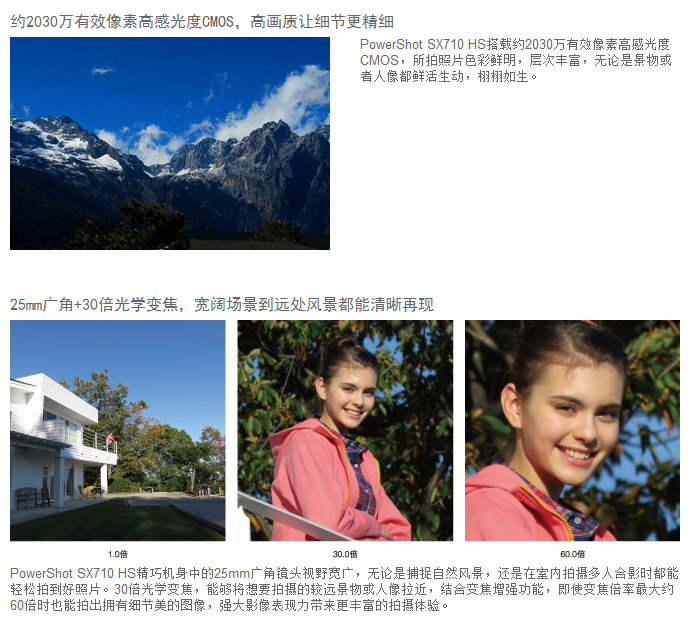 约2030万有效像素高感光度CMOS，高画质让细节更精细
PowerShot SX710 HS搭载约2030万有效像素高感光度
CMOS，所拍照片色彩鲜明，层次丰富，无论是景物或
者人像都鲜活生动，栩栩如生。
25mm广角+30倍光学变焦，宽阔场景到远处风景都能清晰再现
1.0倍
30.0倍
60.0倍
PowerShot SX710 HS精巧机身中的25mm广角镜头视野宽广，无论是捕捉自然风景，还是在室内拍摄多人合影时都能
轻松拍到好照片。30倍光学变焦，能够将想要拍摄的较远景物或人像拉近，结合变焦增强功能，即使变焦倍率最大约
60倍时也能拍出拥有细节美的图像，强大影像表现力带来更丰富的拍摄体验。